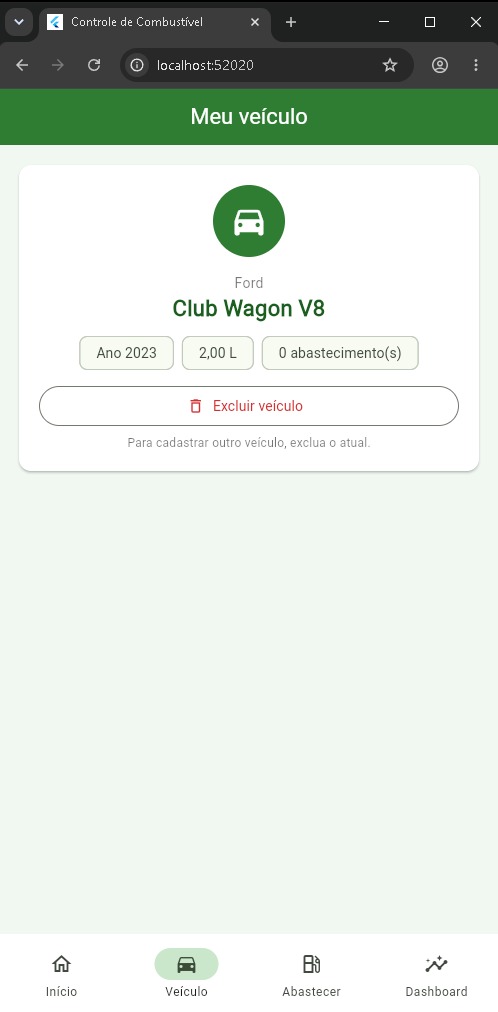 Controle de Combustível
localhost:52020
Meu veículo
Ford
Club Wagon V8
Ano 2023 2,00 L 0 abastecimento(s)
Excluir veículo
Para cadastrar outro veículo, exclua o atual.
Início Veículo Abastecer Dashboard